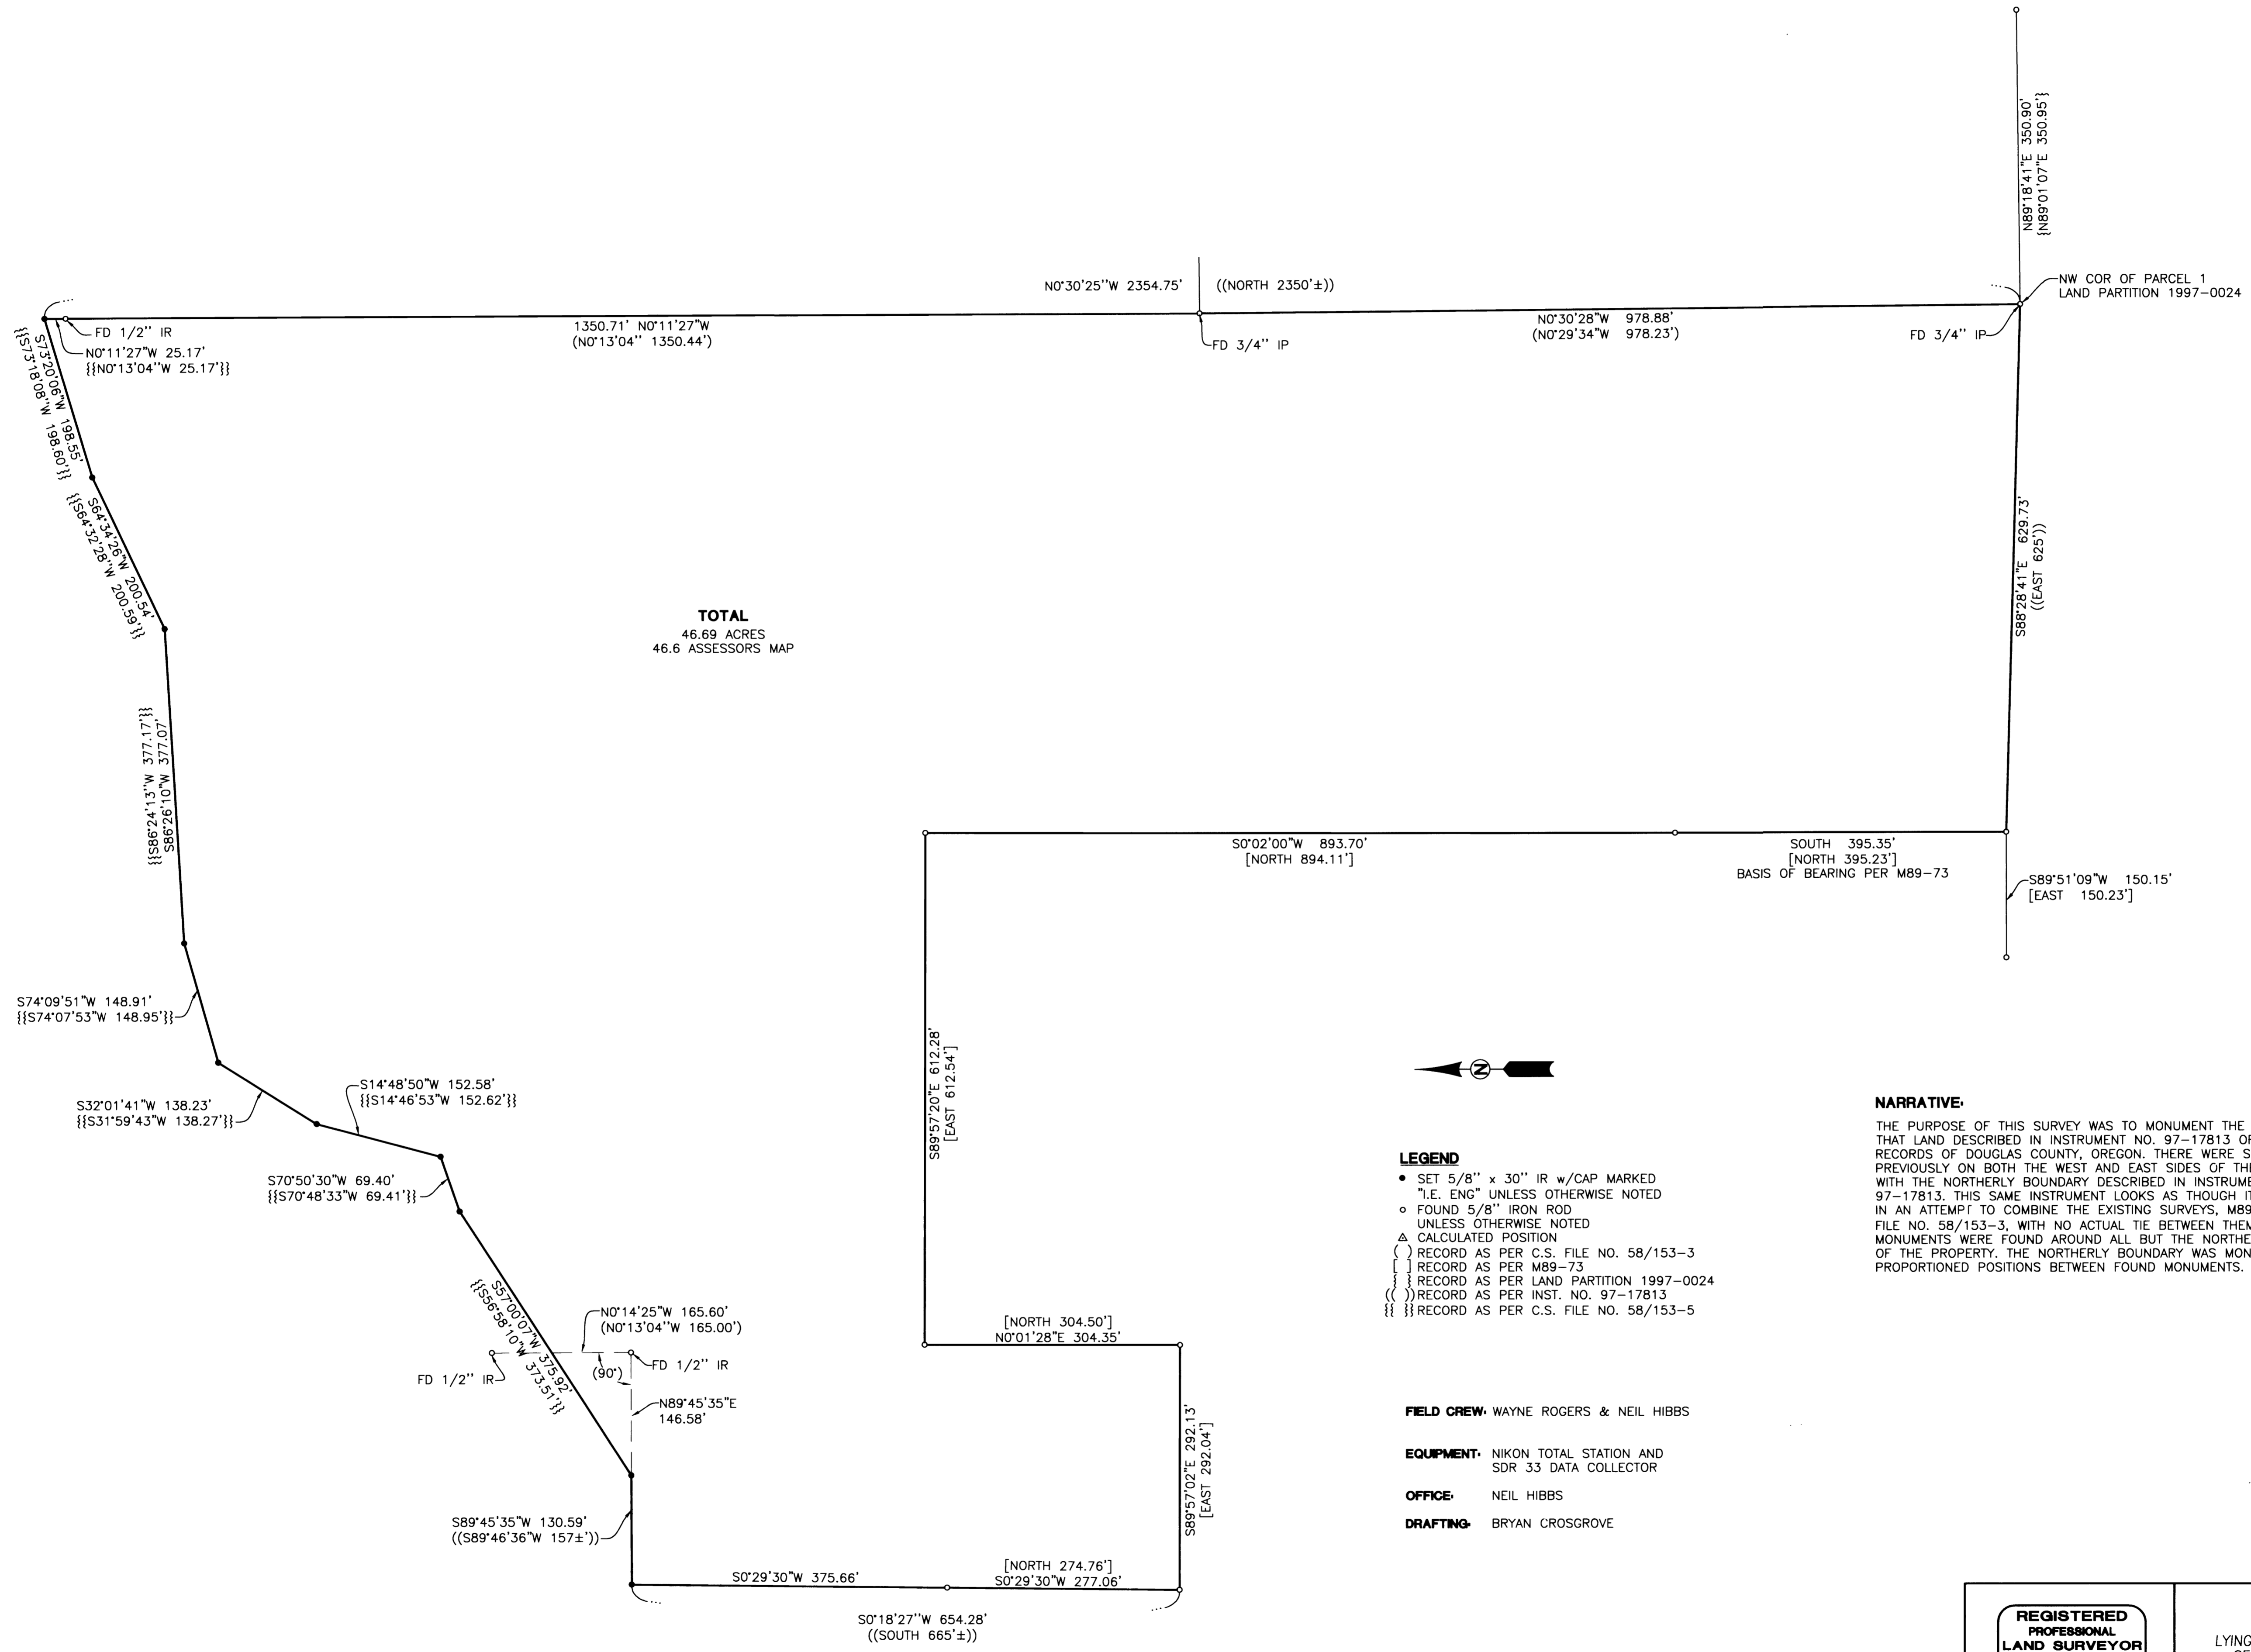 N89°18'41"E 350.90'
{N89°01'07"E 350.95'}
NW COR OF PARCEL 1
LAND PARTITION 1997-0024
N0°30'25''W 2354.75' ((NORTH 2350'±))
FD 1/2'' IR
N0°11'27"W 25.17'
{{N0°13'04''W 25.17'}}
1350.71' N0°11'27"W
(N0°13'04'' 1350.44')
FD 3/4'' IP
N0°30'28"W 978.88'
(N0°29'34"W 978.23')
FD 3/4'' IP
S73°20'06"W 198.55'
{{S73°18'08''W 198.60'}}
S64°34'26"W 200.54'
{{S64°32'28''W 200.59'}}
S88°28'41"E 629.73'
((EAST 625'))
TOTAL
46.69 ACRES
46.6 ASSESSORS MAP
{{S86°24'13''W 377.17'}}
S86°26'10"W 377.07'
S0°02'00"W 893.70'
[NORTH 894.11']
SOUTH 395.35'
[NORTH 395.23']
BASIS OF BEARING PER M89-73
S89°51'09"W 150.15'
[EAST 150.23']
S74°09'51"W 148.91'
{{S74°07'53"W 148.95'}}
S32°01'41"W 138.23'
{{S31°59'43"W 138.27'}}
S14°48'50"W 152.58'
{{S14°46'53"W 152.62'}}
S70°50'30"W 69.40'
{{S70°48'33"W 69.41'}}
S89°57'20"E 612.28'
[EAST 612.54']
N
S57°00'07"W 375.92'
{{S56°58'10"W 373.51'}}
N0°14'25"W 165.60'
(N0°13'04''W 165.00')
FD 1/2'' IR
(90°)
FD 1/2'' IR
N89°45'35"E
146.58'
[NORTH 304.50']
N0°01'28"E 304.35'
S89°57'02"E 292.13'
[EAST 292.04']
S89°45'35"W 130.59'
((S89°46'36"W 157±'))
S0°29'30"W 375.66'
[NORTH 274.76']
S0°29'30"W 277.06'
S0°18'27''W 654.28'
((SOUTH 665'±))
LEGEND
SET 5/8'' x 30'' IR w/CAP MARKED
"I.E. ENG" UNLESS OTHERWISE NOTED
FOUND 5/8'' IRON ROD
UNLESS OTHERWISE NOTED
CALCULATED POSITION
( ) RECORD AS PER C.S. FILE NO. 58/153-3
[ ] RECORD AS PER M89-73
{ } RECORD AS PER LAND PARTITION 1997-0024
(( )) RECORD AS PER INST. NO. 97-17813
{{ }} RECORD AS PER C.S. FILE NO. 58/153-5
FIELD CREW: WAYNE ROGERS & NEIL HIBBS
EQUIPMENT: NIKON TOTAL STATION AND
SDR 33 DATA COLLECTOR
OFFICE: NEIL HIBBS
DRAFTING: BRYAN CROSGROVE
NARRATIVE:
THE PURPOSE OF THIS SURVEY WAS TO MONUMENT THE
THAT LAND DESCRIBED IN INSTRUMENT NO. 97-17813
RECORDS OF DOUGLAS COUNTY, OREGON. THERE WERE
PREVIOUSLY ON BOTH THE WEST AND EAST SIDES OF
WITH THE NORTHERLY BOUNDARY DESCRIBED IN
97-17813. THIS SAME INSTRUMENT LOOKS AS THOUGH
IN AN ATTEMPT TO COMBINE THE EXISTING SURVEYS,
FILE NO. 58/153-3, WITH NO ACTUAL TIE BETWEEN
MONUMENTS WERE FOUND AROUND ALL BUT THE
OF THE PROPERTY. THE NORTHERLY BOUNDARY WAS
PROPORTIONED POSITIONS BETWEEN FOUND MONUMENTS.
REGISTERED
PROFESSIONAL
LAND SURVEYOR
LYING